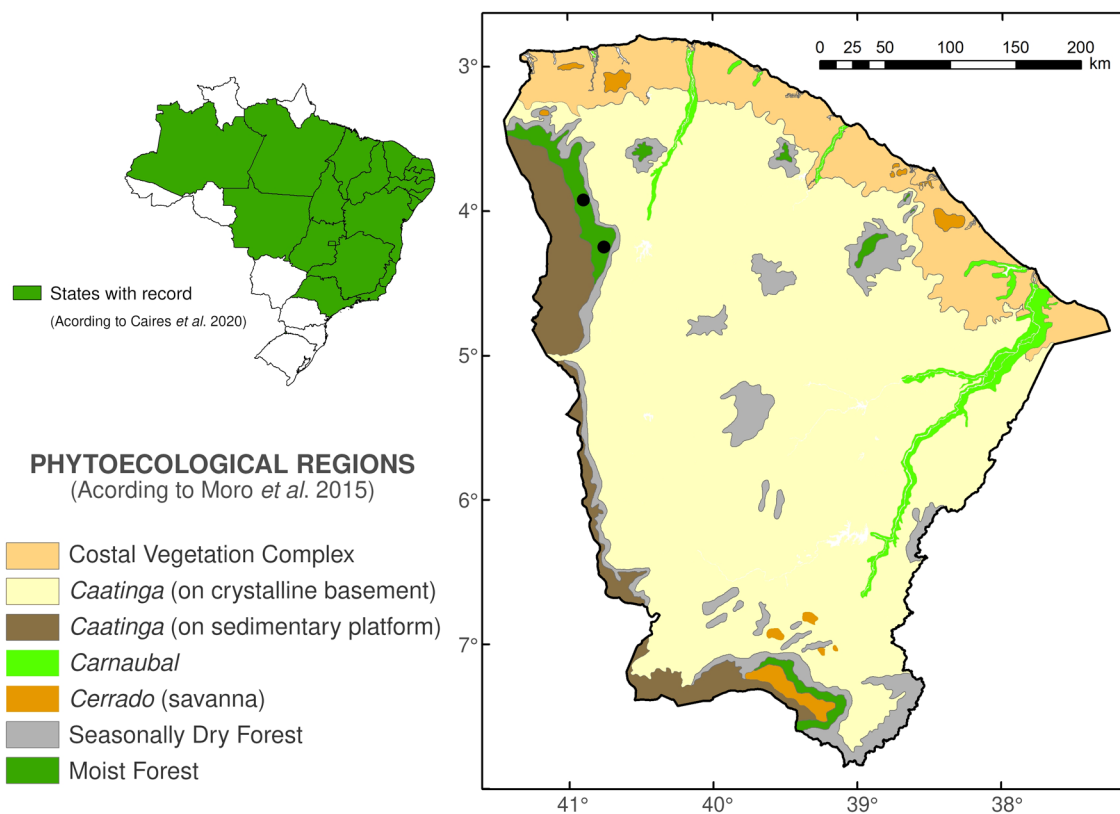 States with record
(Acording to Caires et al. 2020)
PHYTOECOLOGICAL REGIONS
(Acording to Moro et al. 2015)
Costal Vegetation Complex
Caatinga (on crystalline basement)
Caatinga (on sedimentary platform)
Carnaubal
Cerrado (savanna)
Seasonally Dry Forest
Moist Forest
0 25 50 100 150 200
km
3°
4°
5°
6°
7°
41° 40° 39° 38°